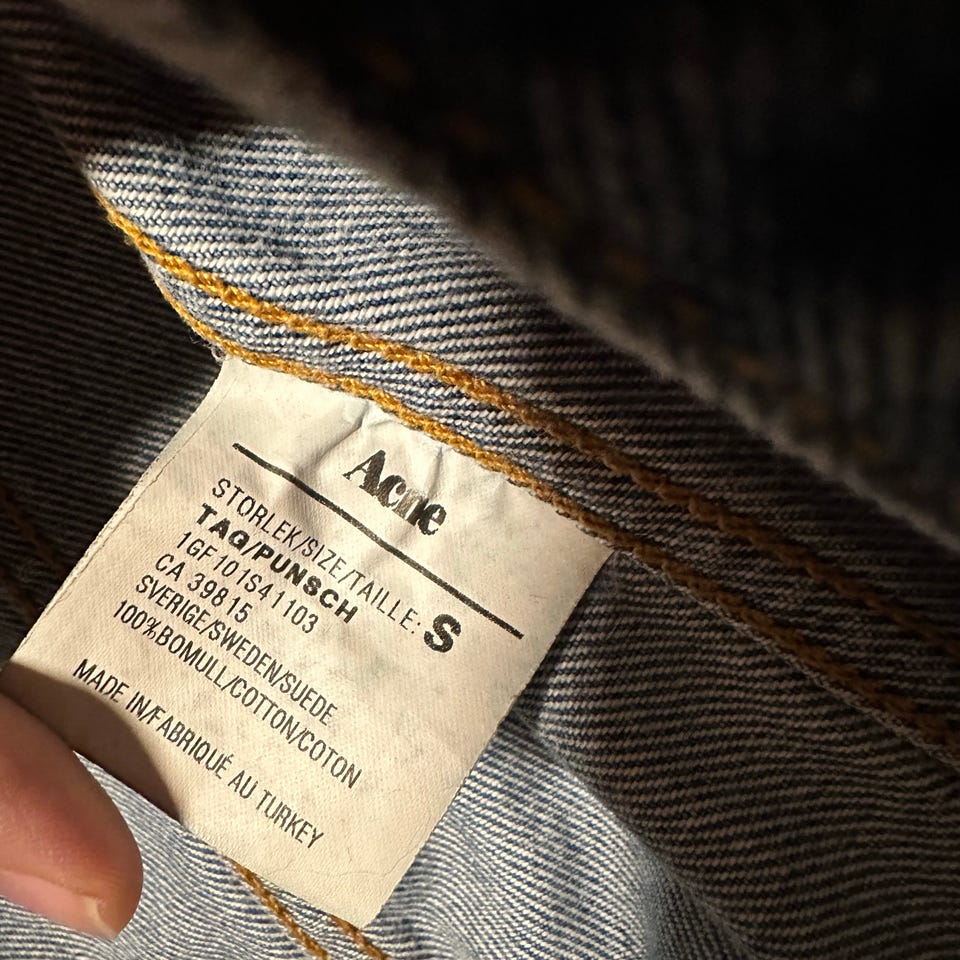 Acne
STORLEK/SIZE/TAILLE: S
TAG/PUNSCH
1GF101S41103
CA 39815
SVERIGE/SWEDEN/SUEDE
100%BOMULL/COTTON/COTON
MADE IN/FABRIQUÉ AU TURKEY